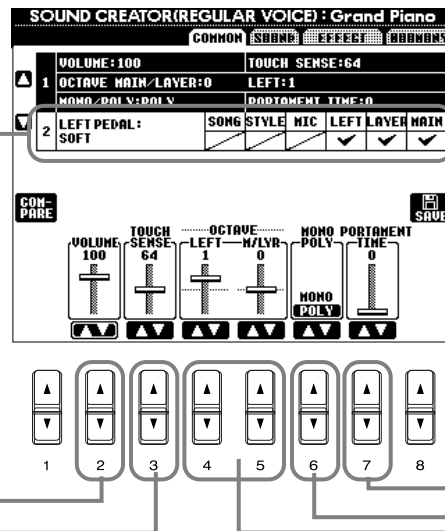 SOUND CREATOR(REGULAR VOICE) : Grand Piano
COMMON SOUND EFFECT HARMONY
VOLUME:100 TOUCH SENSE:64
1 OCTAVE MAIN/LAYER:0 LEFT:1
MONO/POLY:POLY PORTAMENT TIME:0
2 LEFT PEDAL: SONG STYLE MIC LEFT LAYER MAIN
SOFT
COM-
PARE
SAVE
TOUCH OCTAVE MONO PORTAMENT
VOLUME SENSE LEFT M/LYR POLY TIME
100 64 1 0 0
MONO
POLY
1 2 3 4 5 6 7 8